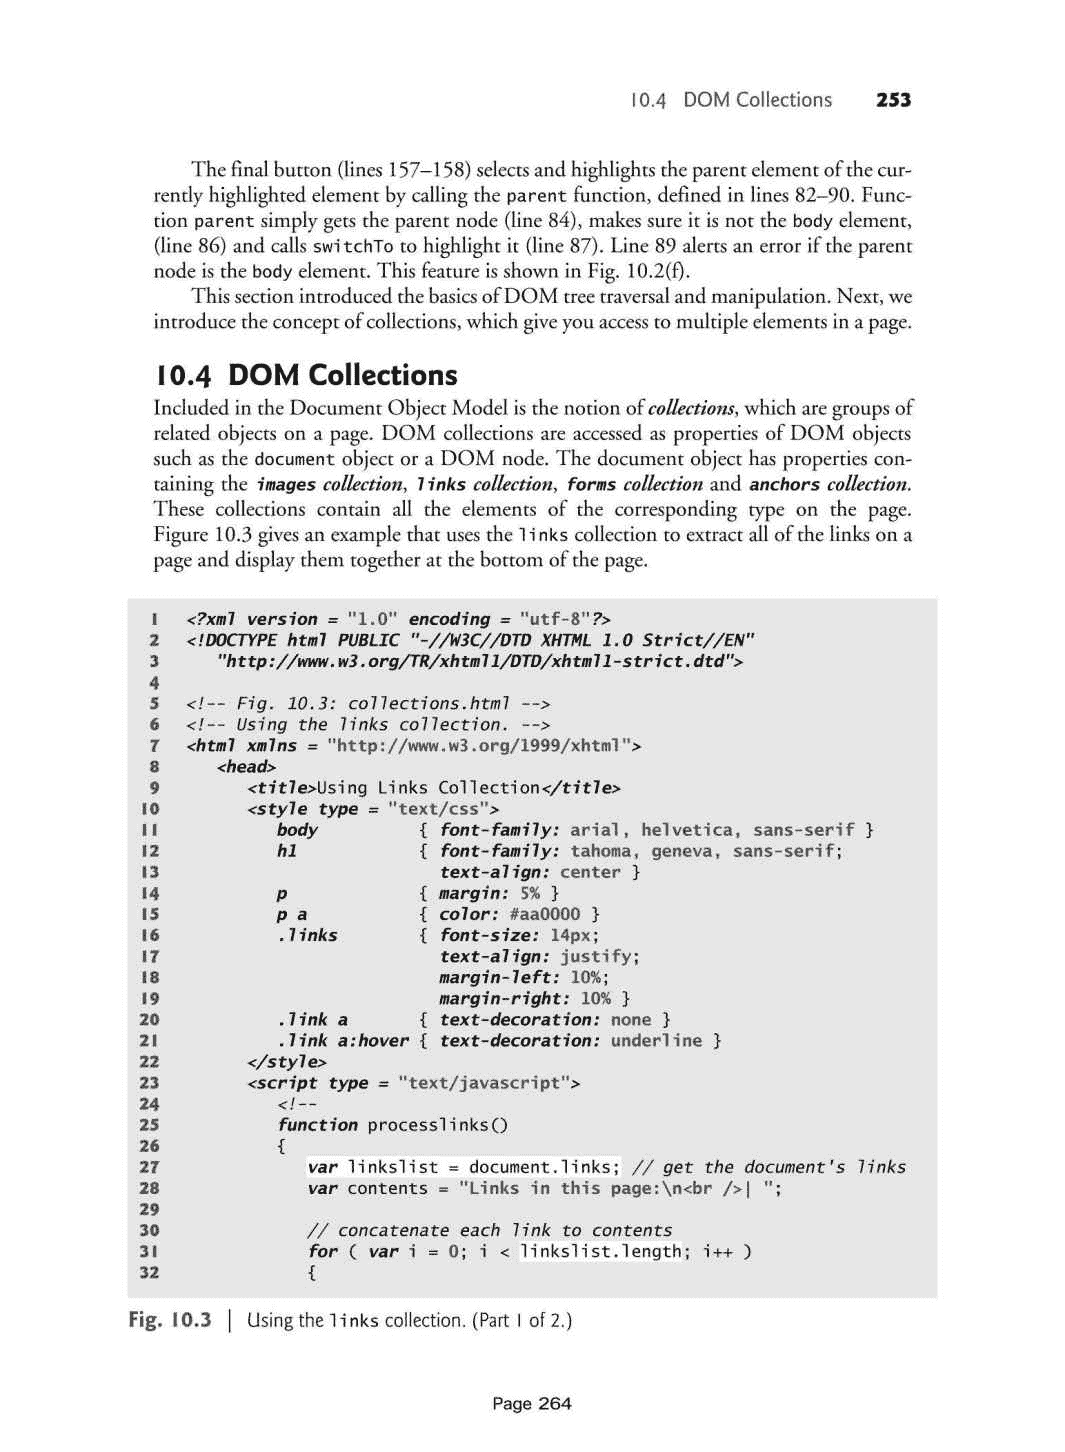 10.4 DOM Collections 253
The final button (lines 157–158) selects and highlights the parent element of the cur-
rently highlighted element by calling the parent function, defined in lines 82–90. Func-
tion parent simply gets the parent node (line 84), makes sure it is not the body element,
(line 86) and calls switchTo to highlight it (line 87). Line 89 alerts an error if the parent
node is the body element. This feature is shown in Fig. 10.2(f).
This section introduced the basics of DOM tree traversal and manipulation. Next, we
introduce the concept of collections, which give you access to multiple elements in a page.
10.4 DOM Collections
Included in the Document Object Model is the notion of collections, which are groups of
related objects on a page. DOM collections are accessed as properties of DOM objects
such as the document object or a DOM node. The document object has properties con-
taining the images collection, links collection, forms collection and anchors collection.
These collections contain all the elements of the corresponding type on the page.
Figure 10.3 gives an example that uses the links collection to extract all of the links on a
page and display them together at the bottom of the page.
1 <?xml version = "1.0" encoding = "utf-8"?>
2 <!DOCTYPE html PUBLIC "-//W3C//DTD XHTML 1.0 Strict//EN"
3 "http://www.w3.org/TR/xhtml1/DTD/xhtml1-strict.dtd">
4
5 <!-- Fig. 10.3: collections.html -->
6 <!-- Using the links collection. -->
7 <html xmlns = "http://www.w3.org/1999/xhtml">
8 <head>
9 <title>Using Links Collection</title>
10 <style type = "text/css">
11 body { font-family: arial, helvetica, sans-serif }
12 h1 { font-family: tahoma, geneva, sans-serif;
13 text-align: center }
14 p { margin: 5% }
15 p a { color: #aa0000 }
16 .links { font-size: 14px;
17 text-align: justify;
18 margin-left: 10%;
19 margin-right: 10% }
20 .link a { text-decoration: none }
21 .link a:hover { text-decoration: underline }
22 </style>
23 <script type = "text/javascript">
24 <!--
25 function processlinks()
26 {
27 var linkslist = document.links; // get the document's links
28 var contents = "Links in this page:\n<br />| ";
29
30 // concatenate each link to contents
31 for ( var i = 0; i < linkslist.length; i++ )
32 {
Fig. 10.3 | Using the links collection. (Part 1 of 2.)
Page 264